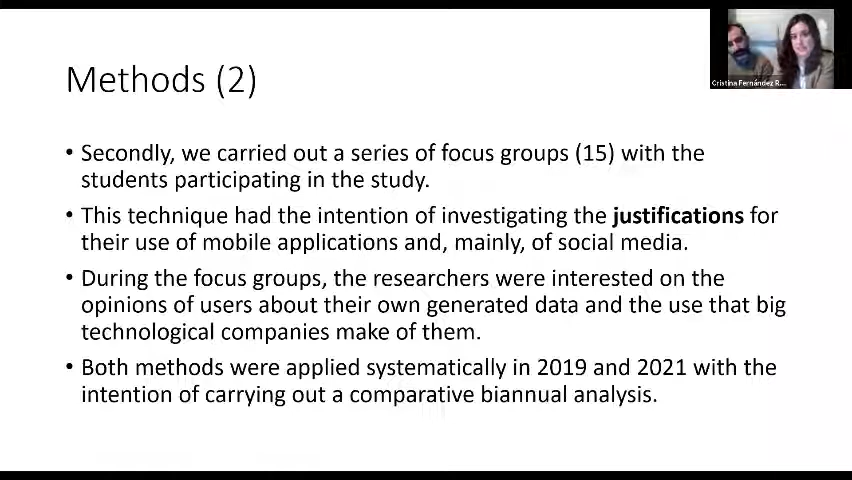 Cristina Fernández R...
Methods (2)
• Secondly, we carried out a series of focus groups (15) with the
students participating in the study.
• This technique had the intention of investigating the justifications for
their use of mobile applications and, mainly, of social media.
• During the focus groups, the researchers were interested on the
opinions of users about their own generated data and the use that big
technological companies make of them.
• Both methods were applied systematically in 2019 and 2021 with the
intention of carrying out a comparative biannual analysis.